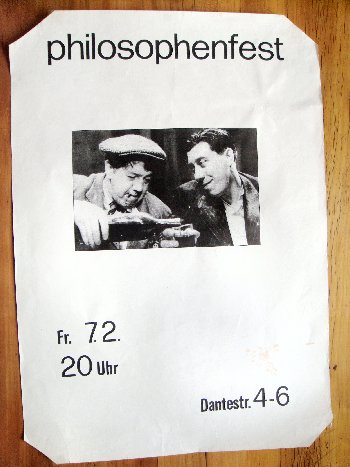 philosophenfest
Fr. 7.2.
20 Uhr
Dantestr. 4-6